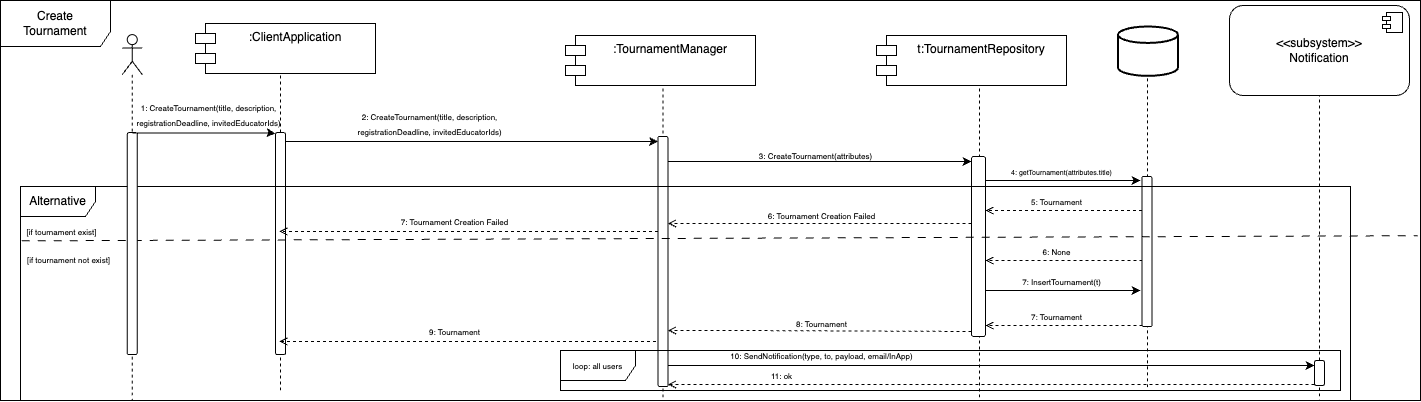 Create
Tournament
:ClientApplication
:TournamentManager
t:TournamentRepository
<<subsystem>>
Notification
1: CreateTournament(title, description,
registrationDeadline, invitedEducatorIds)
2: CreateTournament(title, description,
registrationDeadline, invitedEducatorIds)
3: CreateTournament(attributes)
4: getTournament(attributes.title)
Alternative
5: Tournament
6: Tournament Creation Failed
7: Tournament Creation Failed
[if tournament exist]
6: None
[if tournament not exist]
7: InsertTournament(t)
7: Tournament
8: Tournament
9: Tournament
loop: all users
10: SendNotification(type, to, payload, email/InApp)
11: ok